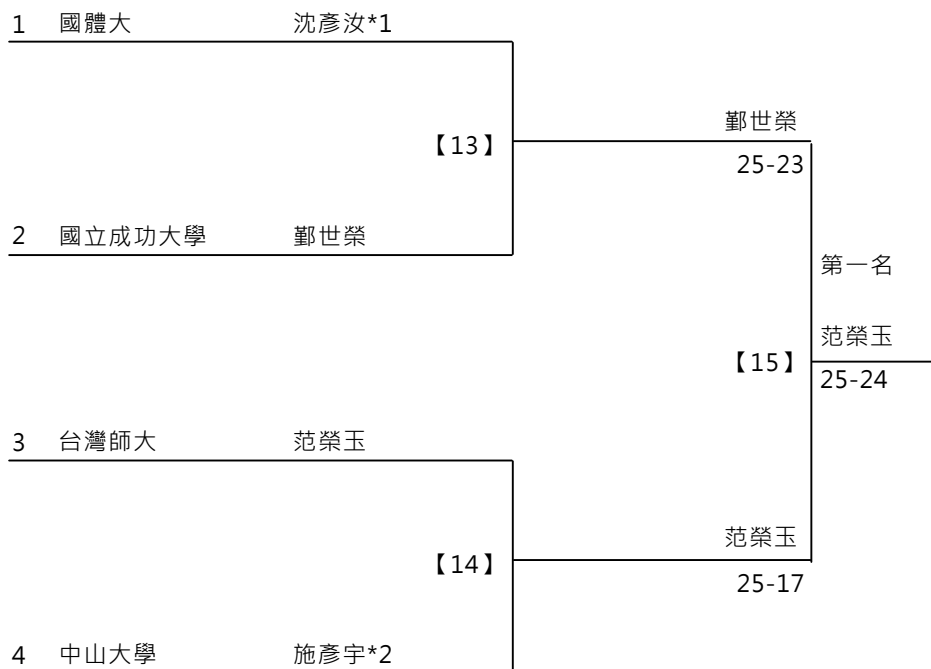 1 國體大 沈彥汝*1
鄞世榮
【13】
25-23
2 國立成功大學 鄞世榮
第一名
范榮玉
【15】
25-24
3 台灣師大 范榮玉
范榮玉
【14】
25-17
4 中山大學 施彥宇*2